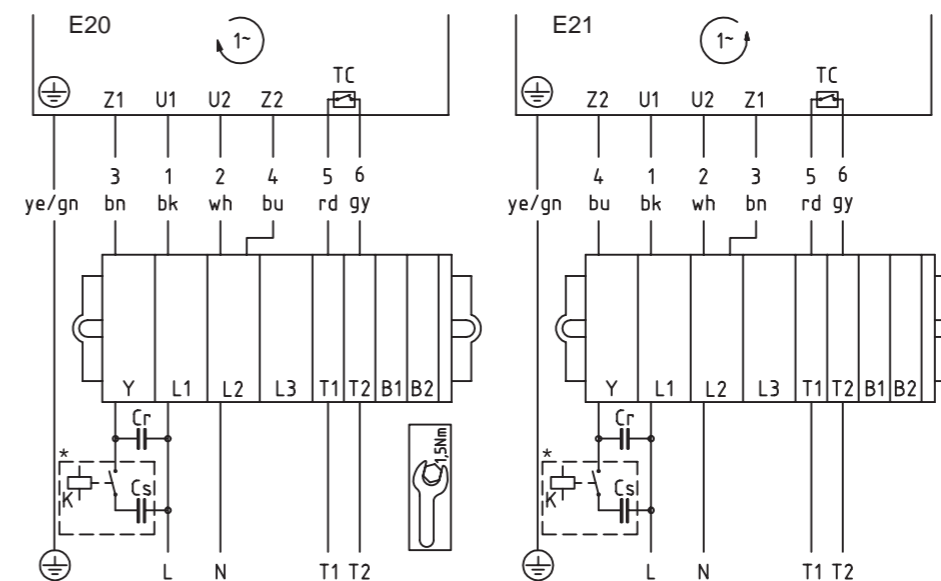 E20
1~
TC
Z1 U1 U2 Z2
3 1 2 4 5 6
ye/gn bn bk wh bu rd gy
Y L1 L2 L3 T1 T2 B1 B2
Cr
*
K
Cs
1,5Nm
L N T1 T2
E21
1~
TC
Z2 U1 U2 Z1
4 1 2 3 5 6
ye/gn bu bk wh bn rd gy
Y L1 L2 L3 T1 T2 B1 B2
Cr
*
K
Cs
L N T1 T2